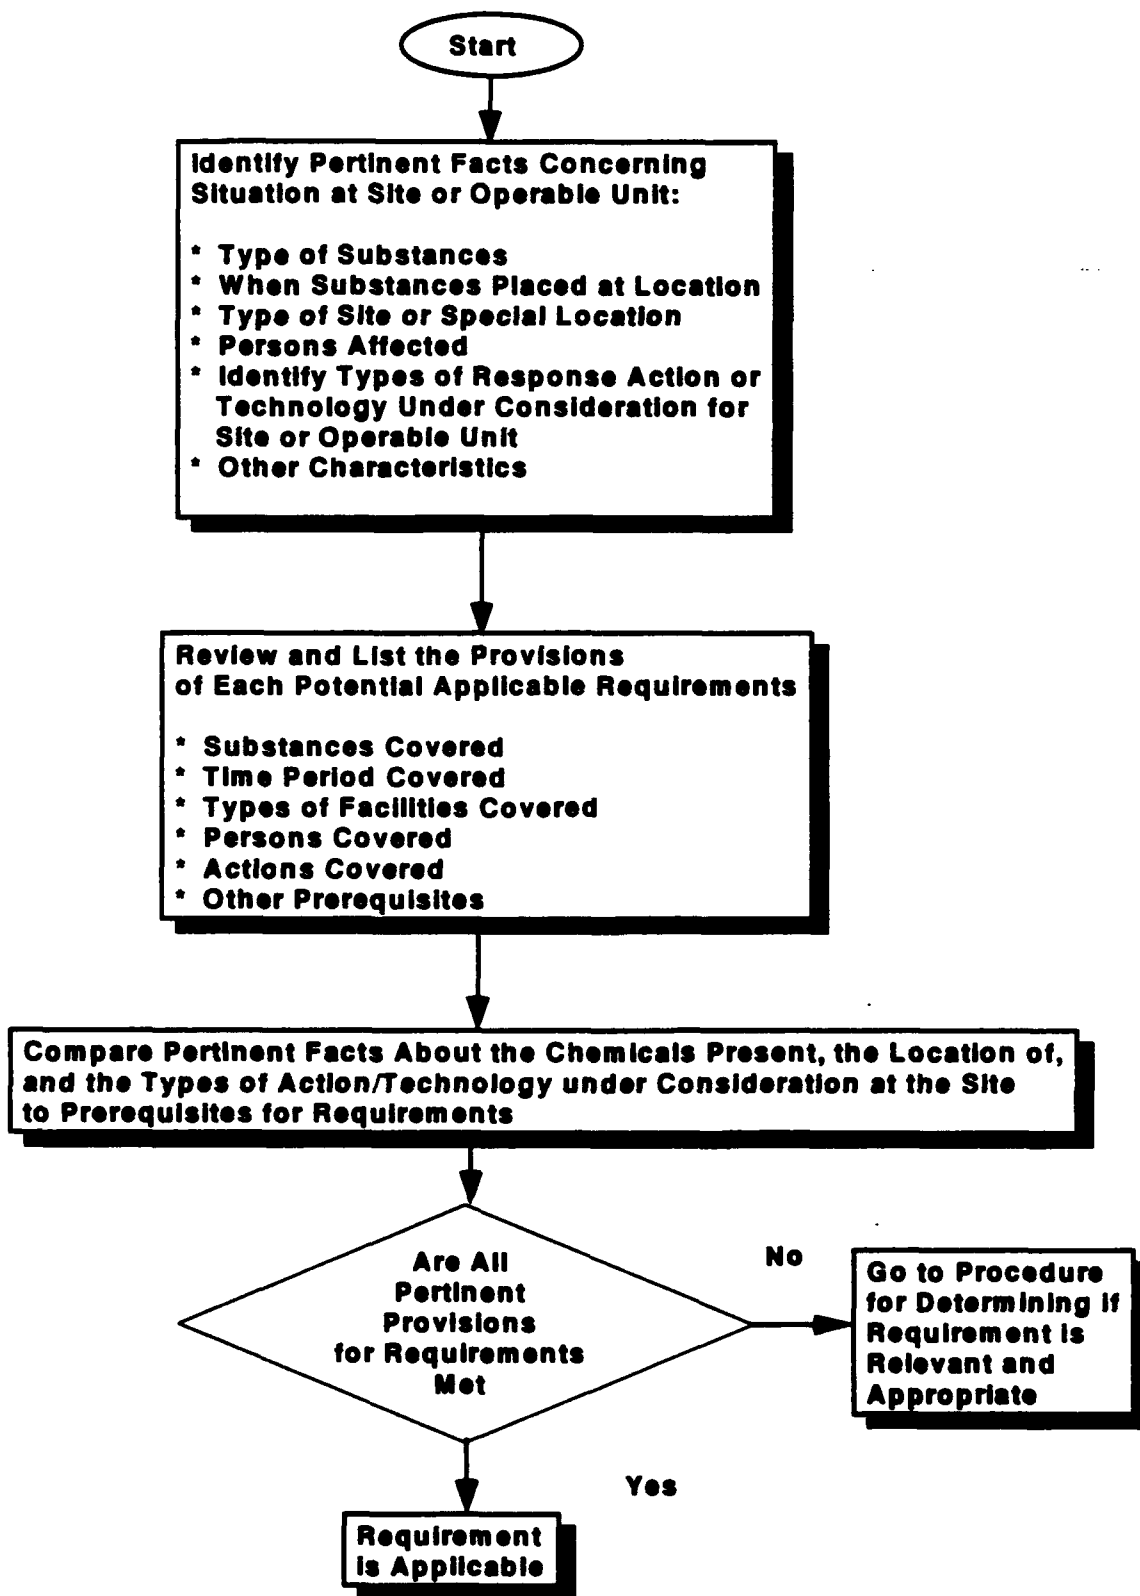 Start
Identify Pertinent Facts Concerning
Situation at Site or Operable Unit:
* Type of Substances
* When Substances Placed at Location
* Type of Site or Special Location
* Persons Affected
* Identify Types of Response Action or
Technology Under Consideration for
Site or Operable Unit
* Other Characteristics
Review and List the Provisions
of Each Potential Applicable Requirements
* Substances Covered
* Time Period Covered
* Types of Facilities Covered
* Persons Covered
* Actions Covered
* Other Prerequisites
Compare Pertinent Facts About the Chemicals Present, the Location of,
and the Types of Action/Technology under Consideration at the Site
to Prerequisites for Requirements
Are All
Pertinent
Provisions
for Requirements
Met
No
Go to Procedure
for Determining if
Requirement is
Relevant and
Appropriate
Yes
Requirement
is Applicable